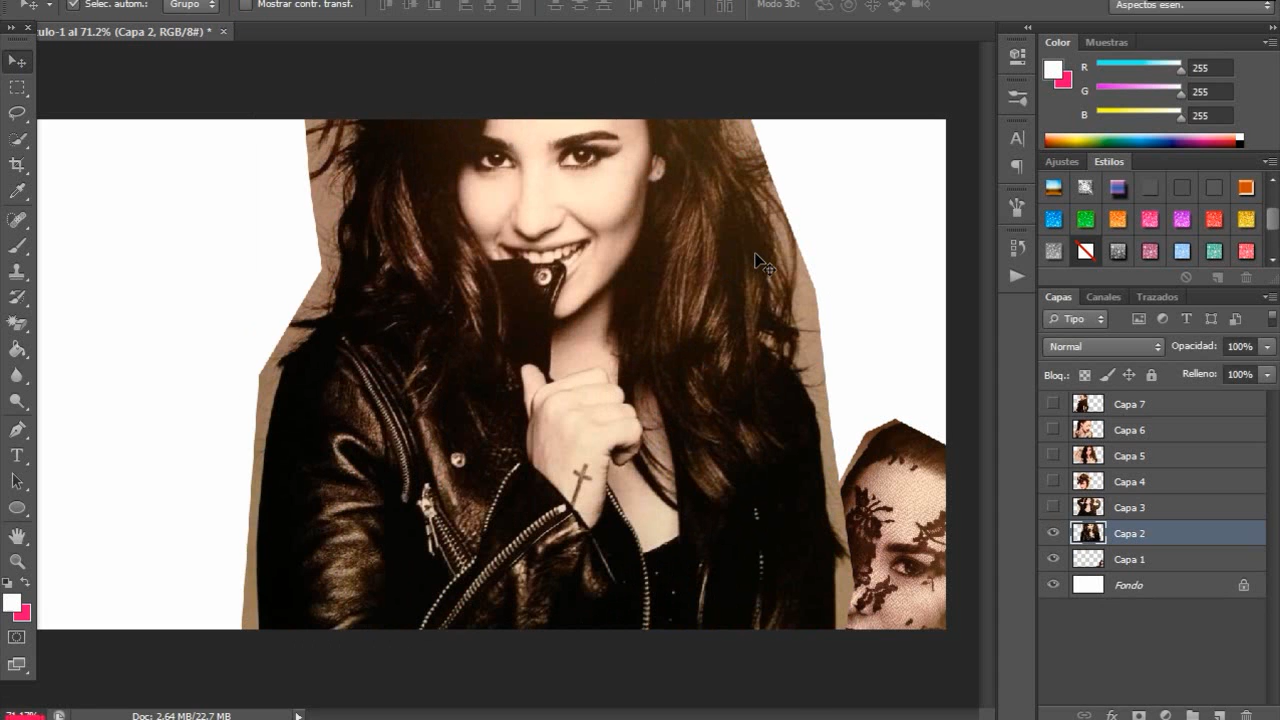 Selec. autom.: Grupo Mostrar contr. transf. Modo 3D: Aspectos esen.
ulo-1 al 71.2% (Capa 2, RGB/8#) * ×
Color Muestras
R 255
G 255
B 255
Ajustes Estilos
Capas Canales Trazados
Tipo
Normal Opacidad: 100%
Bloq.: Relleno: 100%
Capa 7
Capa 6
Capa 5
Capa 4
Capa 3
Capa 2
Capa 1
Fondo
Doc: 2.64 MB/22.7 MB